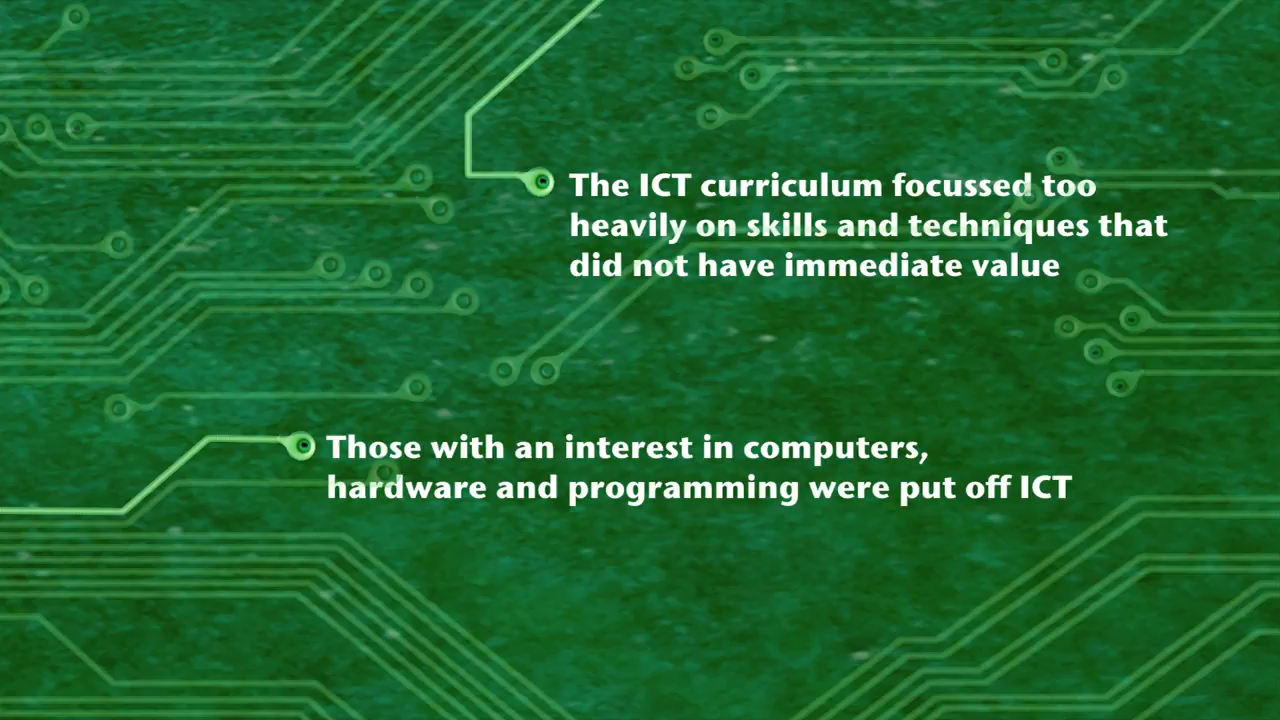 The ICT curriculum focussed too
heavily on skills and techniques that
did not have immediate value
Those with an interest in computers,
hardware and programming were put off ICT